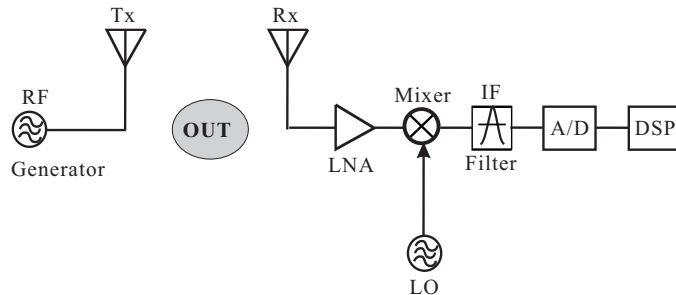 Tx
Rx
RF
Generator
OUT
LNA
Mixer
LO
IF
Filter
A/D
DSP